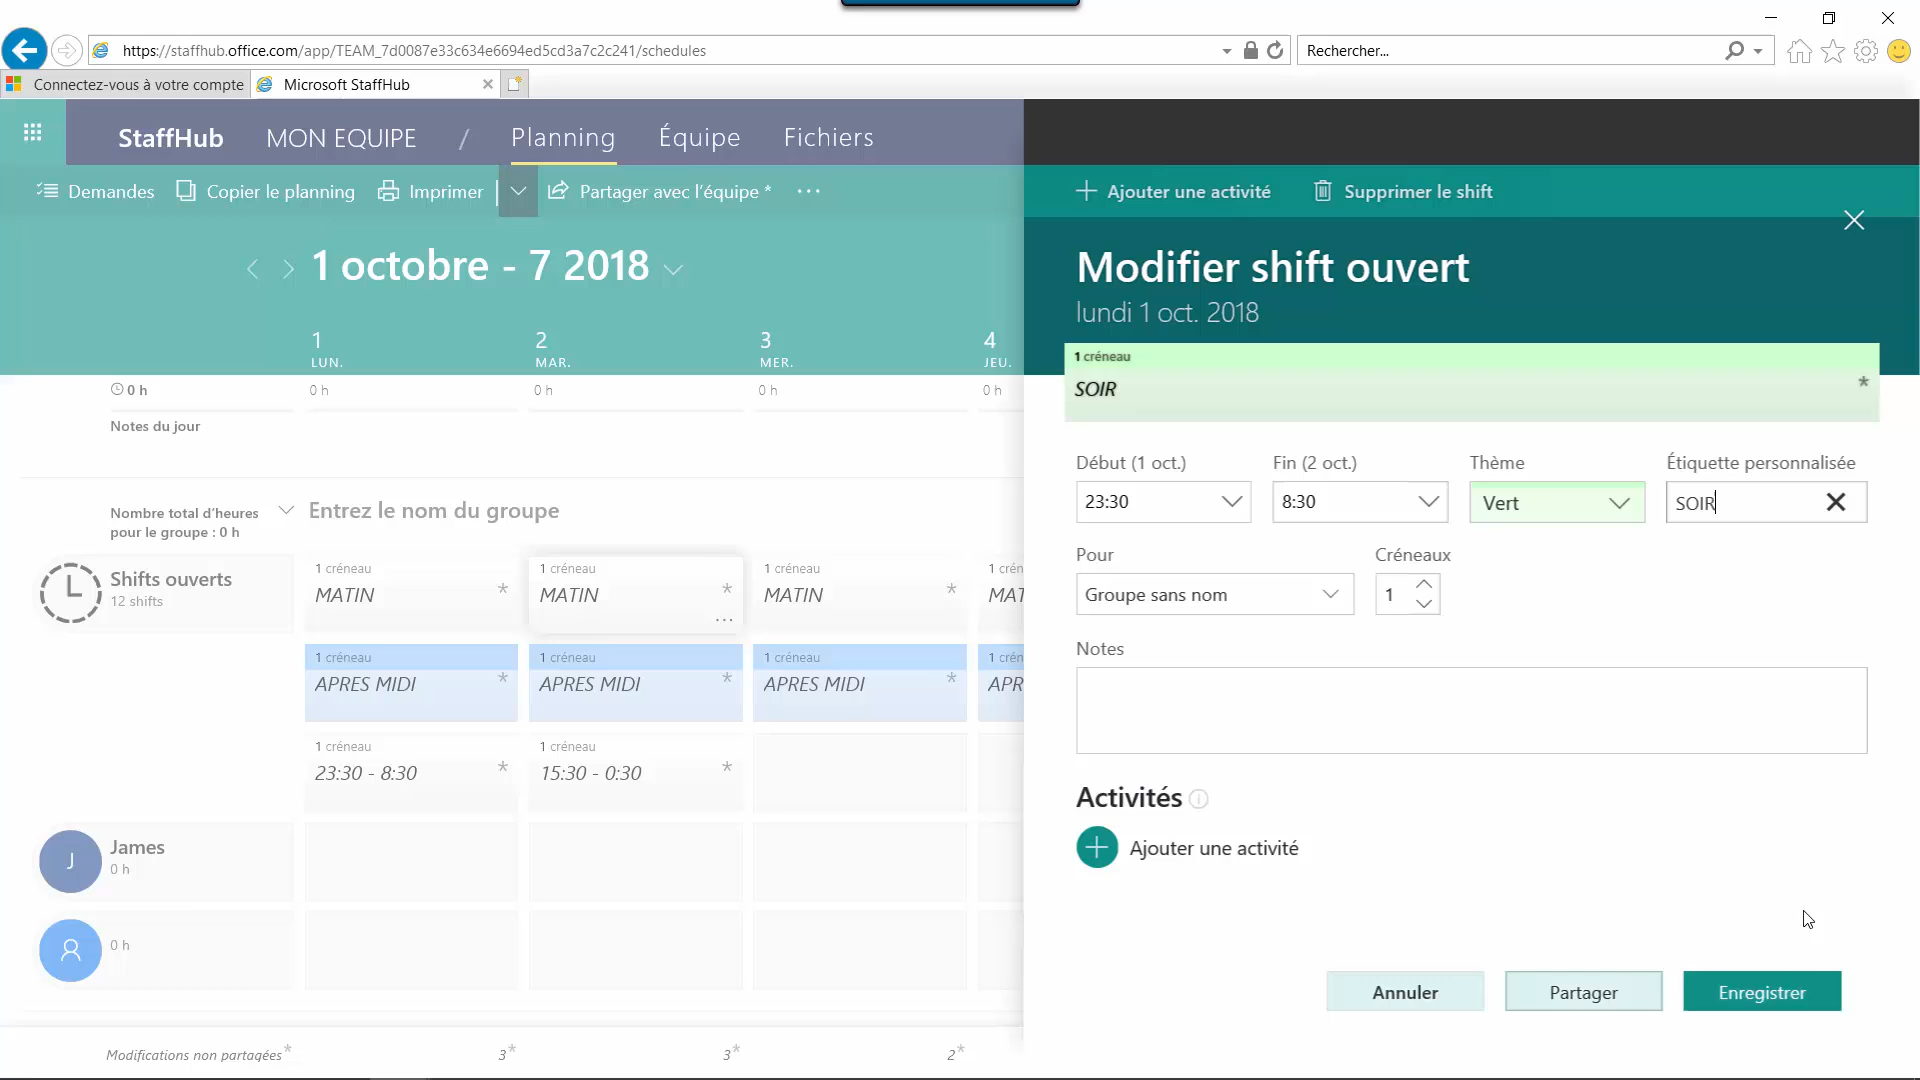 https://staffhub.office.com/app/TEAM_7d0087e33c634e6694ed5cd3a7c2c241/schedules
Rechercher...
Connectez-vous à votre compte
Microsoft StaffHub
StaffHub
MON EQUIPE
/
Planning
Équipe
Fichiers
Demandes
Copier le planning
Imprimer
Partager avec l'équipe *
Ajouter une activité
Supprimer le shift
1 octobre - 7 2018
Modifier shift ouvert
lundi 1 oct. 2018
1
LUN.
2
MAR.
3
MER.
4
JEU.
1 créneau
SOIR *
0 h
0 h
0 h
0 h
0 h
Notes du jour
Début (1 oct.)
Fin (2 oct.)
Thème
Étiquette personnalisée
23:30
8:30
Vert
SOIR
Nombre total d'heures
pour le groupe : 0 h
Entrez le nom du groupe
Pour
Créneaux
Groupe sans nom
1
Shifts ouverts
12 shifts
1 créneau
MATIN *
1 créneau
MATIN *
...
1 créneau
MATIN *
1 crén
MAT
1 créneau
APRES MIDI *
1 créneau
APRES MIDI *
1 créneau
APRES MIDI *
1 crén
APR
1 créneau
23:30 - 8:30 *
1 créneau
15:30 - 0:30 *
Notes
Activités
Ajouter une activité
J
James
0 h
0 h
Annuler
Partager
Enregistrer
Modifications non partagées*
3*
3*
2*